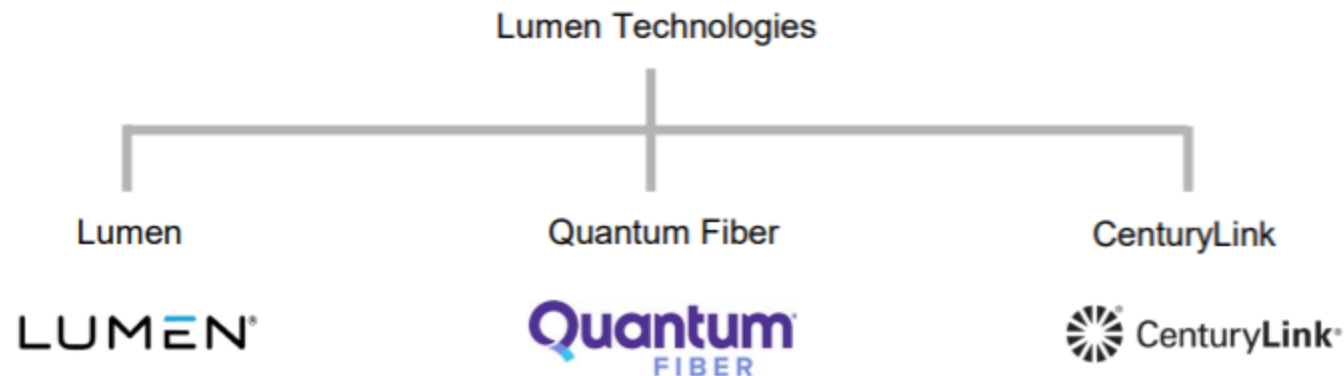 Lumen Technologies
Lumen
Quantum Fiber
CenturyLink
LUMEN®
Quantum
FIBER
CenturyLink®